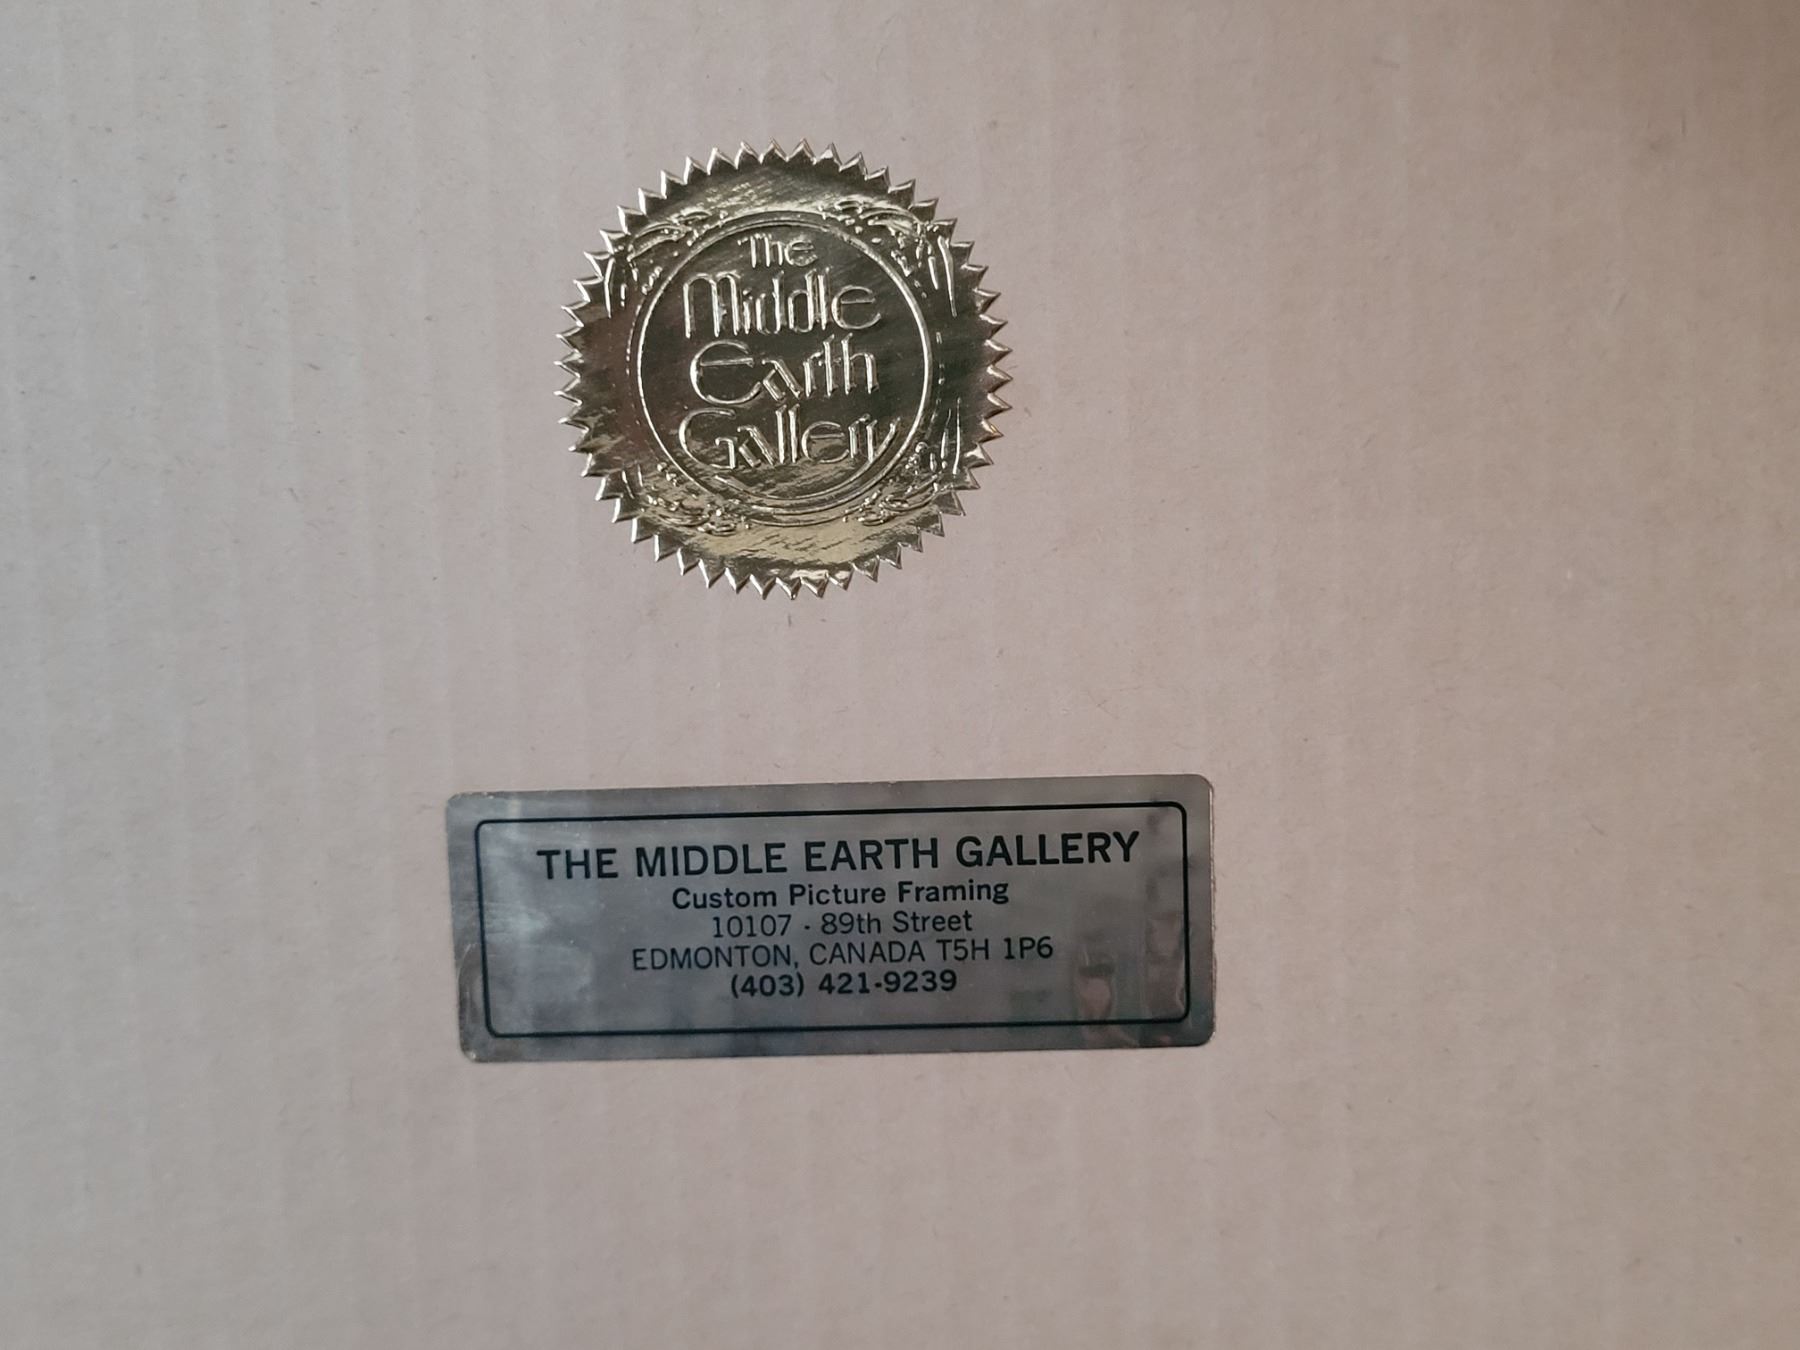 The
Middle
Earth
Gallery
THE MIDDLE EARTH GALLERY
Custom Picture Framing
10107 - 89th Street
EDMONTON, CANADA T5H 1P6
(403) 421-9239